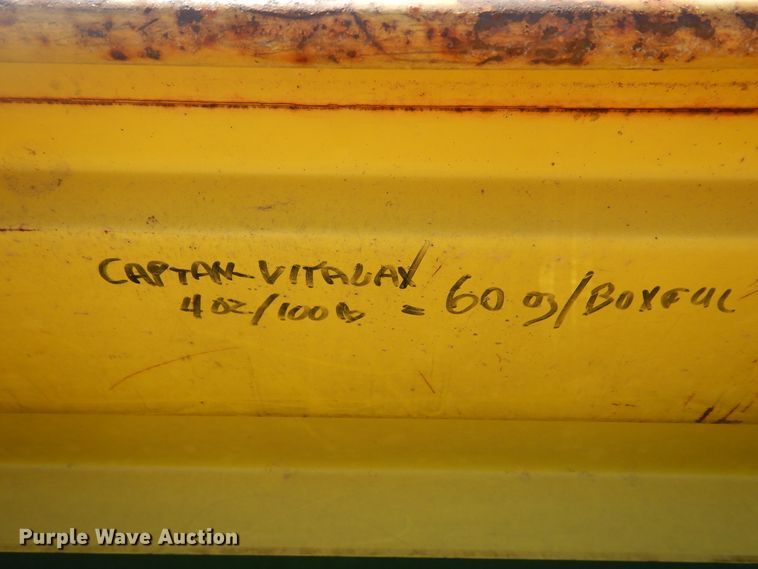 CAPTAN VITAVAX
4 oz/100 lb = 60 oz/BOXFUL
Purple Wave Auction